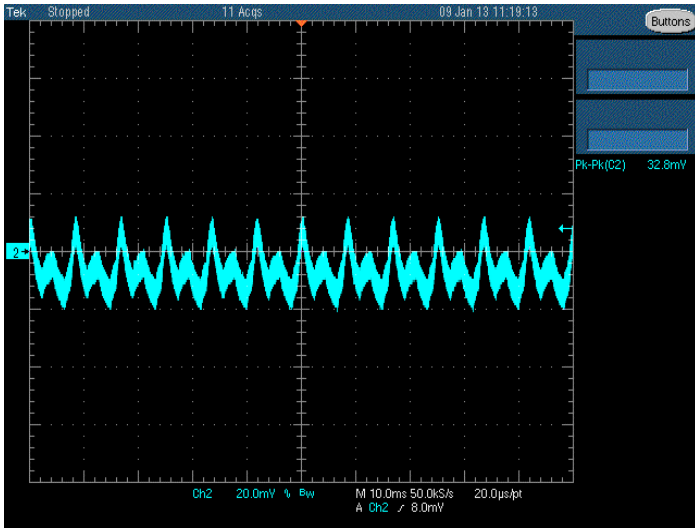 Tek Stopped 11 Acqs 09 Jan 13 11:19:13
Buttons
Pk-Pk(C2) 32.8mV
2
Ch2 20.0mV % Bw M 10.0ms 50.0kS/s 20.0µs/pt
A Ch2 ∕ 8.0mV